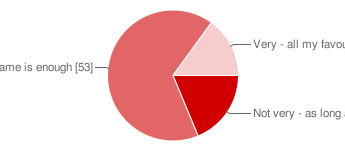 Very - all my favou
ame is enough [53]
Not very - as long